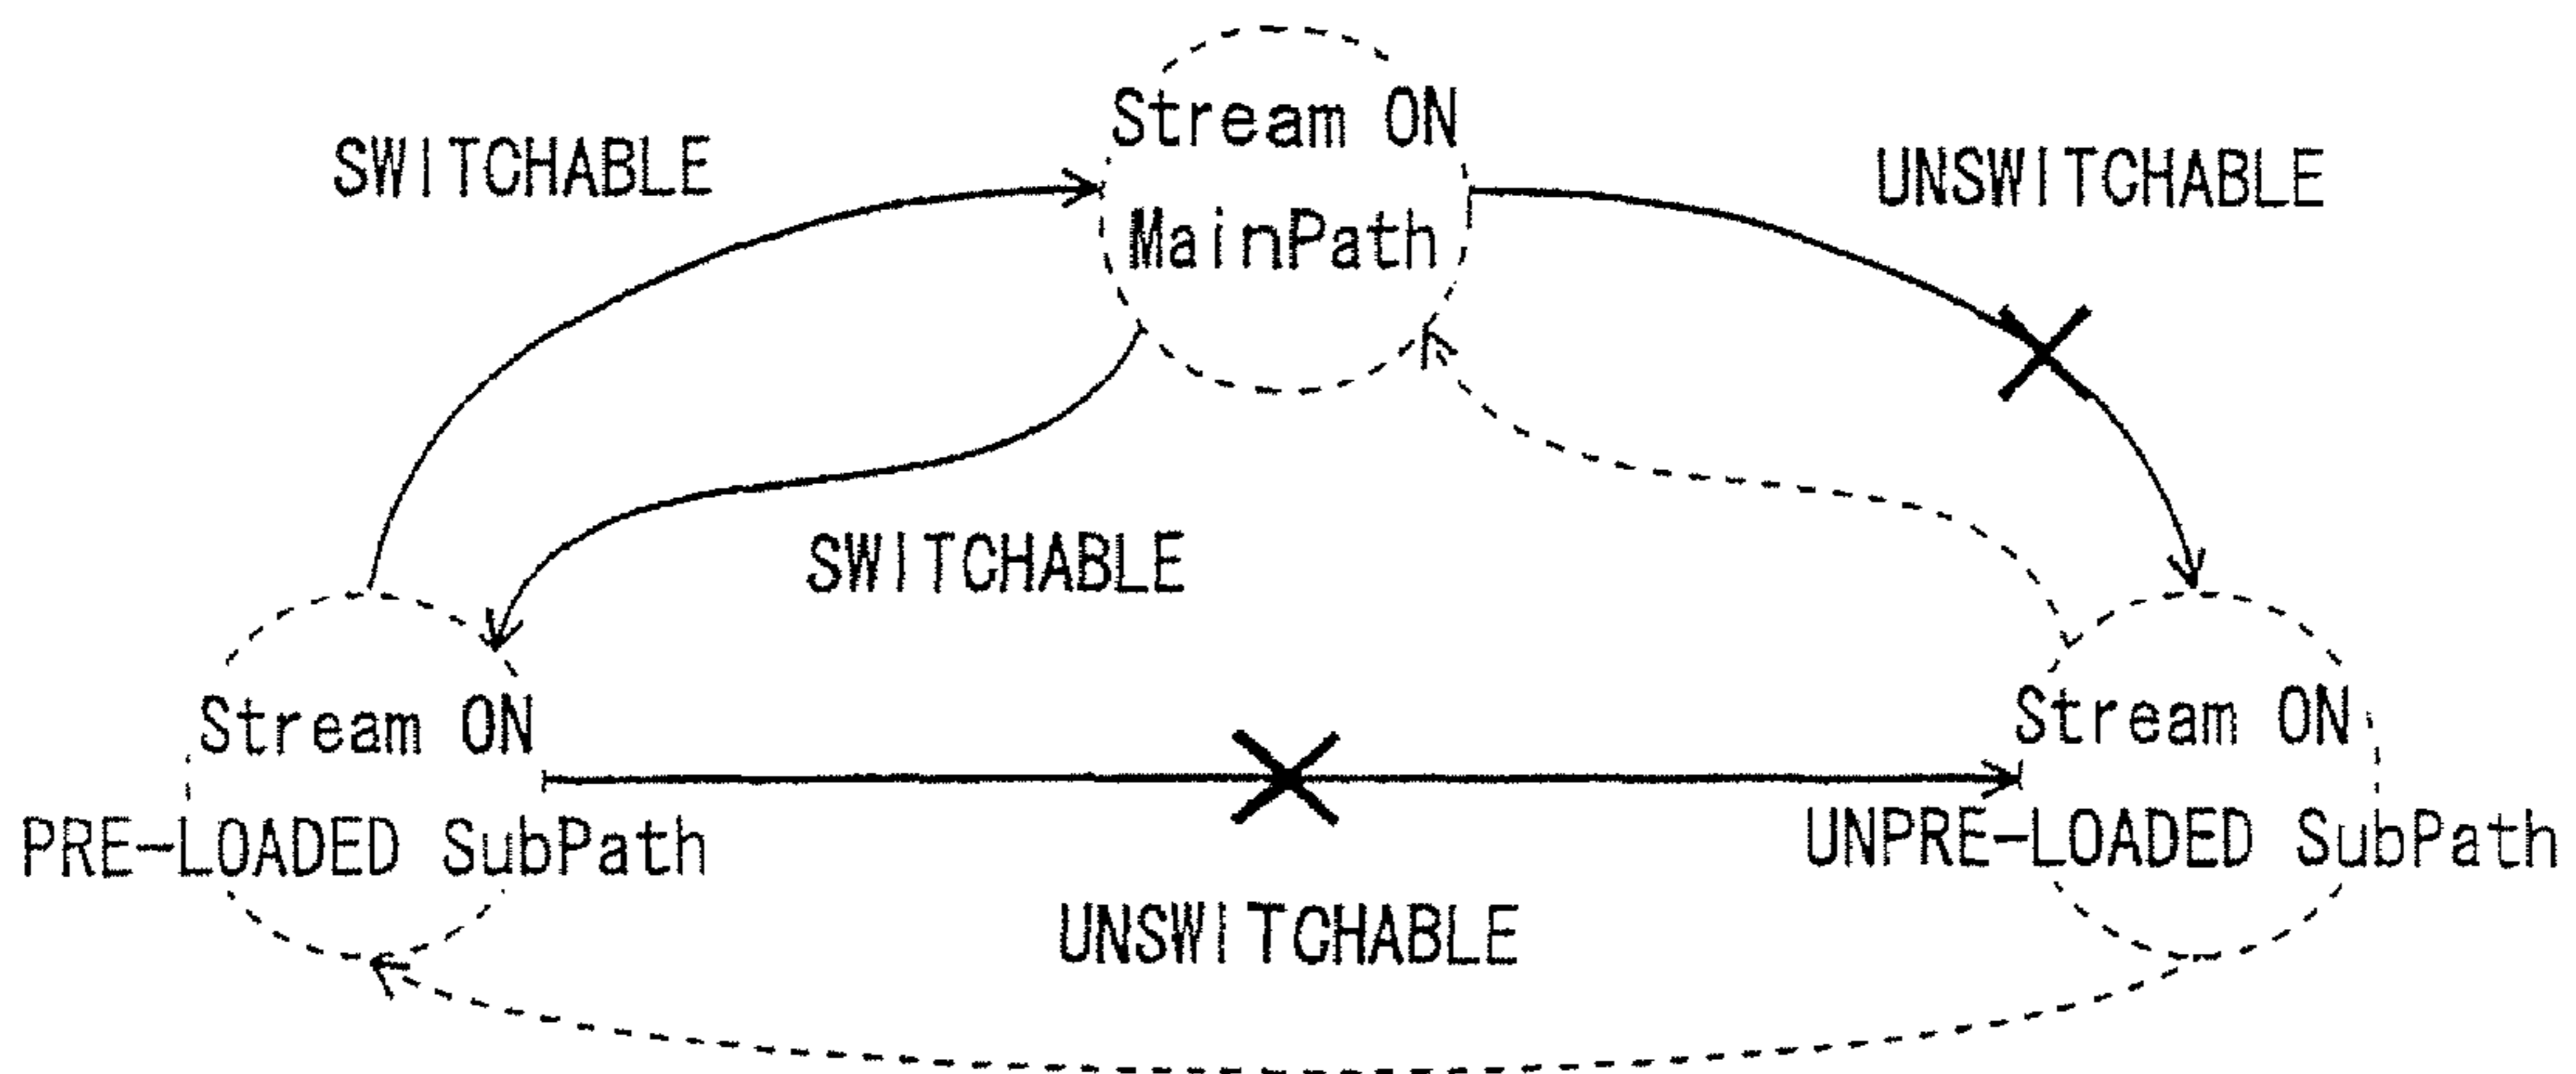 Stream ON
MainPath
SWITCHABLE
UNSWITCHABLE
SWITCHABLE
Stream ON
PRE-LOADED SubPath
Stream ON
UNPRE-LOADED SubPath
UNSWITCHABLE